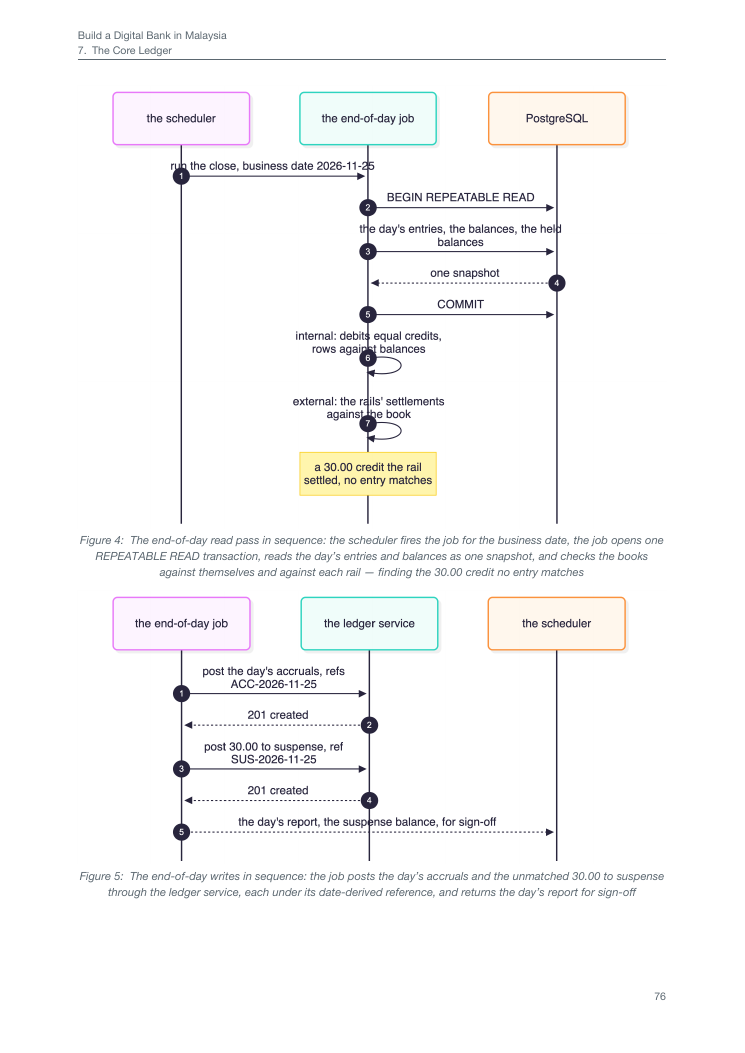 Build a Digital Bank in Malaysia
7. The Core Ledger
the scheduler
the end-of-day job
PostgreSQL
run the close, business date 2026-11-25
1
BEGIN REPEATABLE READ
2
the day's entries, the balances, the held
balances
3
one snapshot
4
COMMIT
5
internal: debits equal credits,
rows against balances
6
external: the rails' settlements
against the book
7
a 30.00 credit the rail
settled, no entry matches
Figure 4: The end-of-day read pass in sequence: the scheduler fires the job for the business date, the job opens one
REPEATABLE READ transaction, reads the day’s entries and balances as one snapshot, and checks the books
against themselves and against each rail — finding the 30.00 credit no entry matches
the end-of-day job
the ledger service
the scheduler
post the day's accruals, refs
ACC-2026-11-25
1
201 created
2
post 30.00 to suspense, ref
SUS-2026-11-25
3
201 created
4
the day's report, the suspense balance, for sign-off
5
Figure 5: The end-of-day writes in sequence: the job posts the day’s accruals and the unmatched 30.00 to suspense
through the ledger service, each under its date-derived reference, and returns the day’s report for sign-off
76